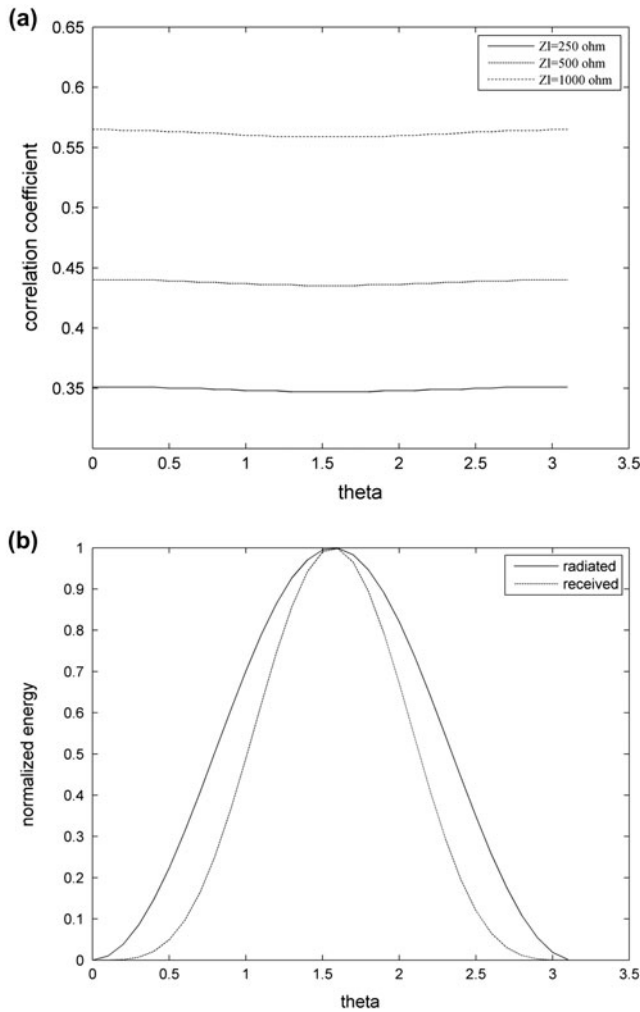 (a)
0.65
0.6
0.55
0.5
0.45
0.4
0.35
correlation coefficient
Zl=250 ohm
Zl=500 ohm
Zl=1000 ohm
0 0.5 1 1.5 2 2.5 3 3.5
theta
(b)
1
0.9
0.8
0.7
0.6
0.5
0.4
0.3
0.2
0.1
0
normalized energy
radiated
received
0 0.5 1 1.5 2 2.5 3 3.5
theta